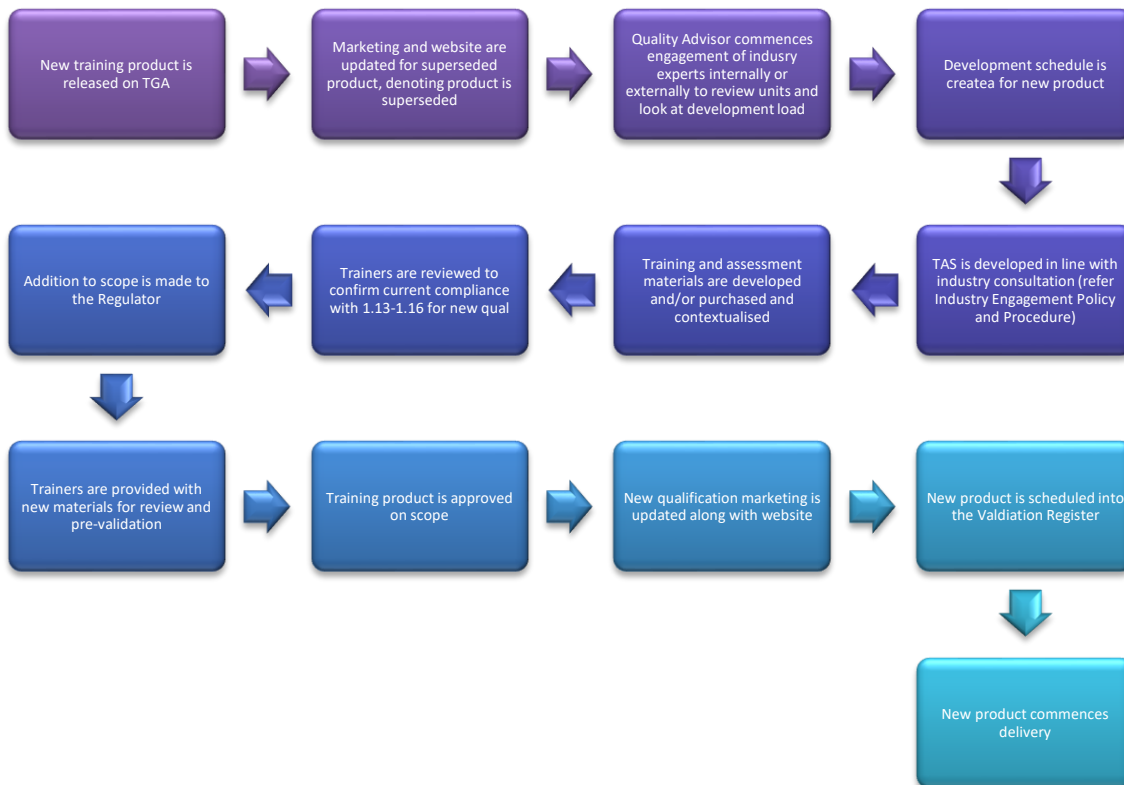 New training product is
released on TGA
Marketing and website are
updated for superseded
product, denoting product is
superseded
Quality Advisor commences
engagement of indusry
experts internally or
externally to review units and
look at development load
Development schedule is
createa for new product
TAS is developed in line with
industry consultation (refer
Industry Engagement Policy
and Procedure)
Training and assessment
materials are developed
and/or purchased and
contextualised
Trainers are reviewed to
confirm current compliance
with 1.13-1.16 for new qual
Addition to scope is made to
the Regulator
Trainers are provided with
new materials for review and
pre-validation
Training product is approved
on scope
New qualification marketing is
updated along with website
New product is scheduled into
the Valdiation Register
New product commences
delivery